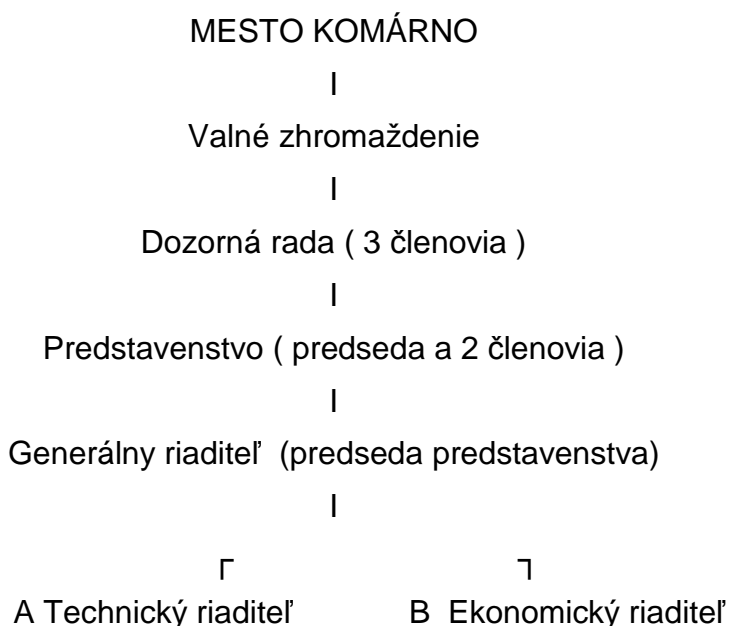 MESTO KOMÁRNO
I
Valné zhromaždenie
I
Dozorná rada ( 3 členovia )
I
Predstavenstvo ( predseda a 2 členovia )
I
Generálny riaditeľ (predseda predstavenstva)
I
┌ ┐
A Technický riaditeľ B Ekonomický riaditeľ